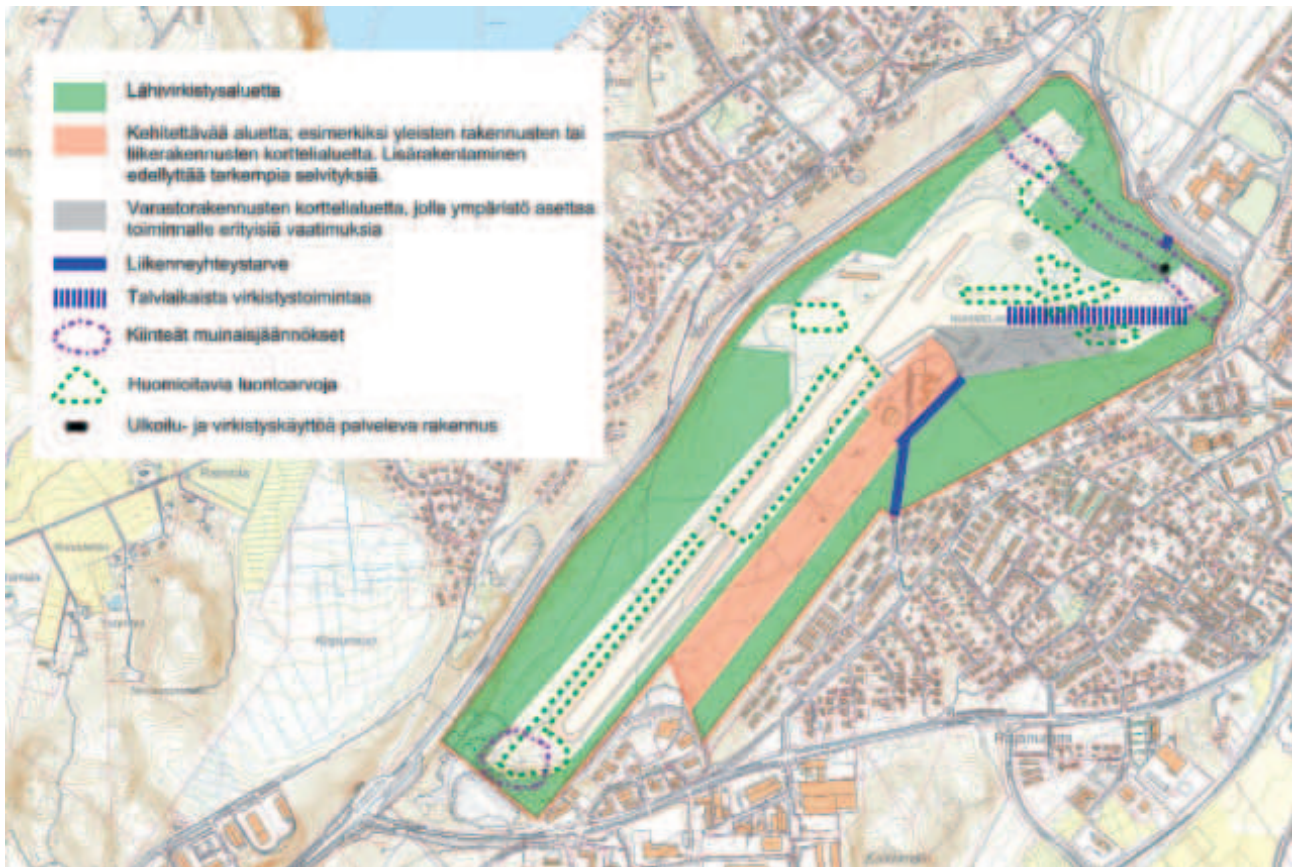 Lähivirkistysaluetta
Kehitettävää aluetta; esimerkiksi yleisten rakennusten tai
liikerakennusten korttelialuetta. Lisärakentaminen
edellyttää tarkempia selvityksiä.
Varastorakennusten korttelialuetta, jolla ympäristö asettaa
toiminnalle erityisiä vaatimuksia
Liikenneyhteystarve
Talviaikaista virkistystoimintaa
Kiinteät muinaisjäännökset
Huomioitavia luontoarvoja
Ulkoilu- ja virkistyskäyttöä palveleva rakennus